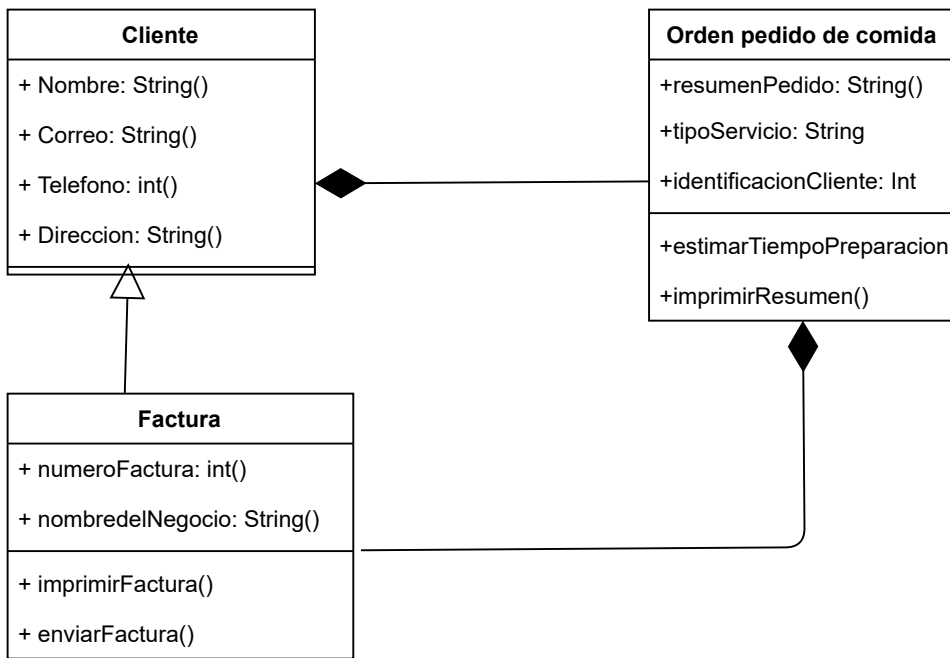 Cliente
+ Nombre: String()
+ Correo: String()
+ Telefono: int()
+ Direccion: String()
Orden pedido de comida
+resumenPedido: String()
+tipoServicio: String
+identificacionCliente: Int
+estimarTiempoPreparacion
+imprimirResumen()
Factura
+ numeroFactura: int()
+ nombredelNegocio: String()
+ imprimirFactura()
+ enviarFactura()